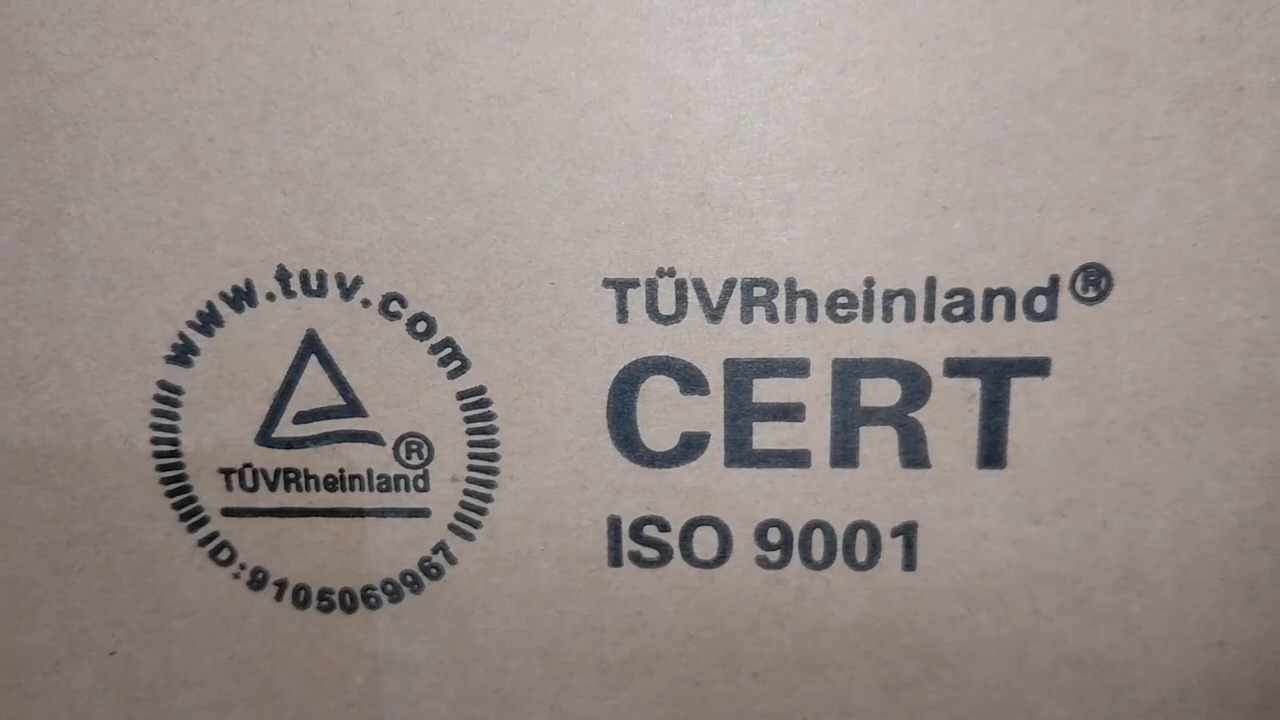 www.tuv.com
®
TÜVRheinland
ID:9105069967
TÜVRheinland®
CERT
ISO 9001